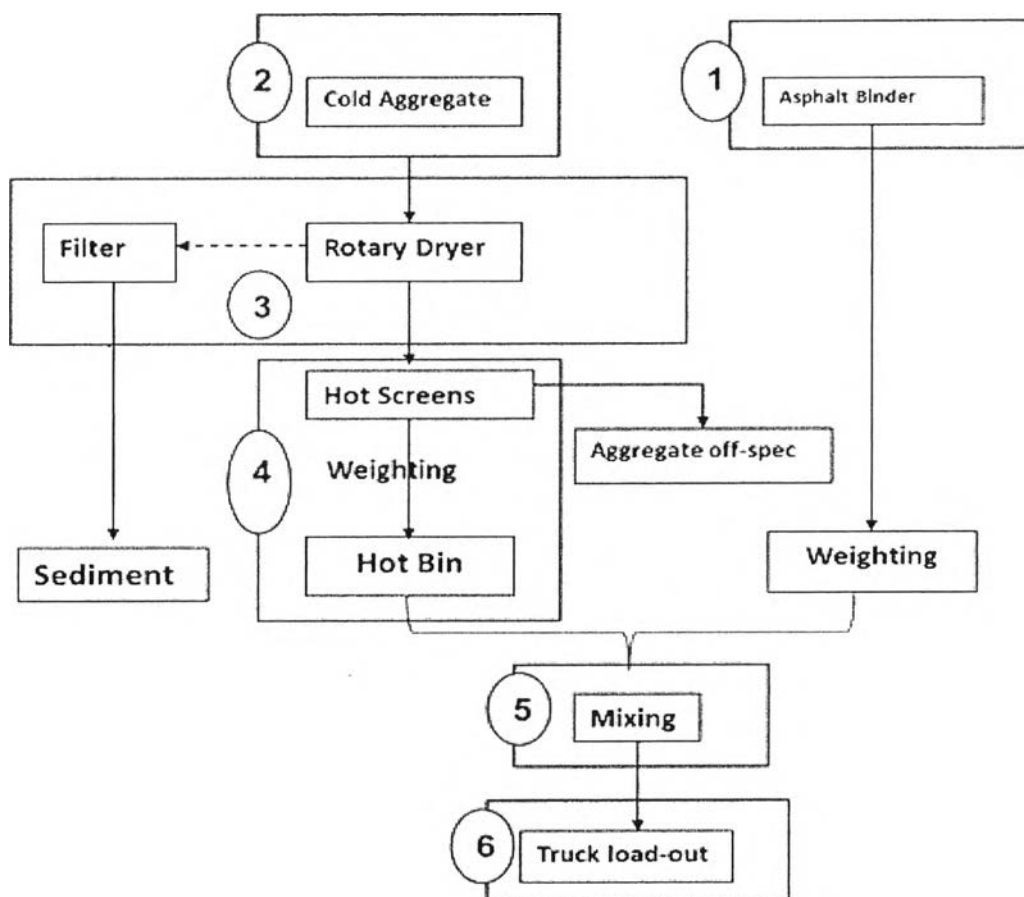 2
Cold Aggregate
1
Asphalt Binder
Filter
Rotary Dryer
3
Hot Screens
Aggregate off-spec
4
Weighting
Hot Bin
Sediment
Weighting
5
Mixing
6
Truck load-out